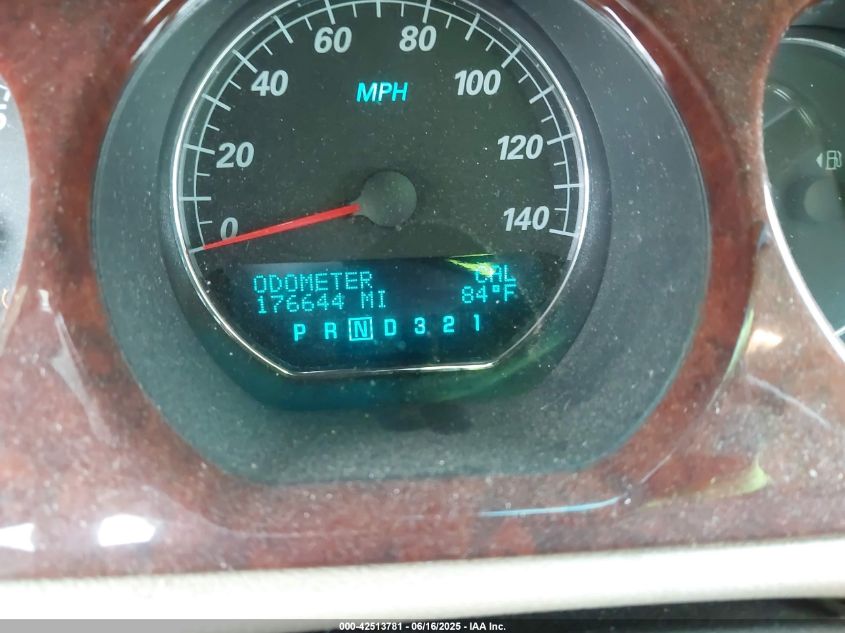 60 80
40 MPH 100
20 120
0 140
ODOMETER CAL
176644 MI 84°F
P R N D 3 2 1
000-42513781 - 06/16/2025 - IAA Inc.